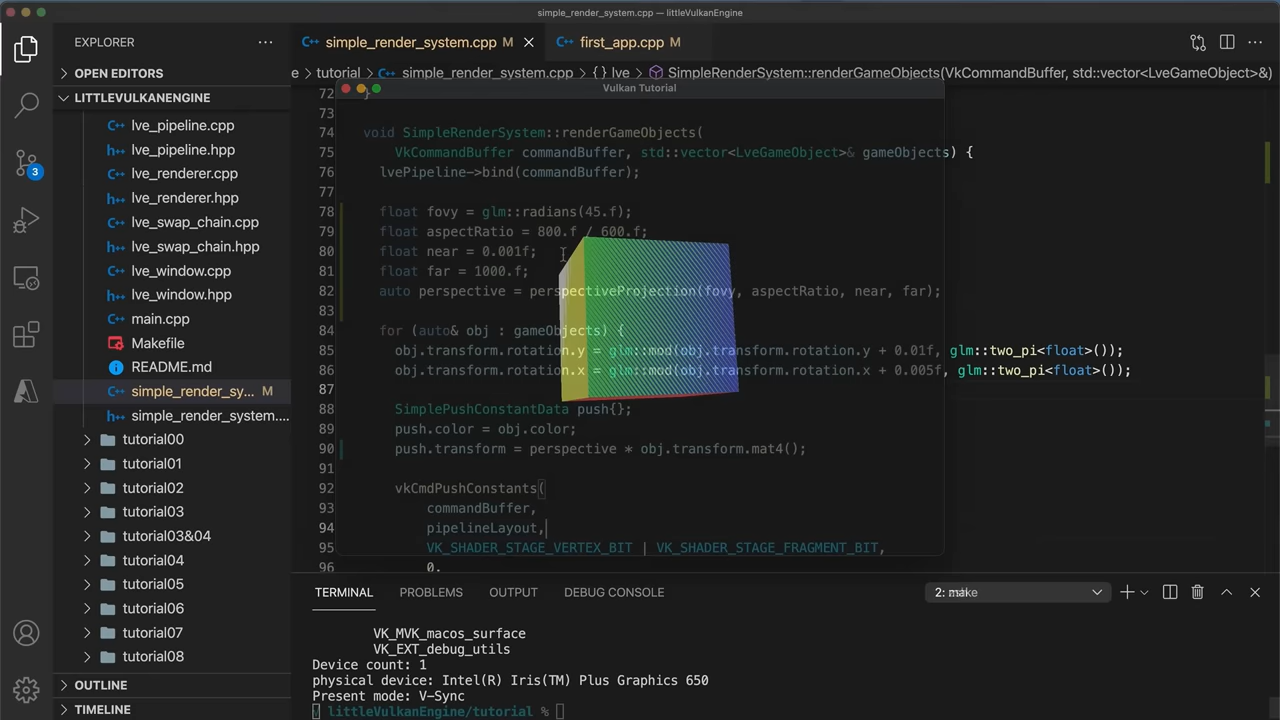 simple_render_system.cpp — littleVulkanEngine
EXPLORER
simple_render_system.cpp M
first_app.cpp M
OPEN EDITORS
e › tutorial › simple_render_system.cpp › {} lve › SimpleRenderSystem::renderGameObjects(VkCommandBuffer, std::vector<LveGameObject>&)
LITTLEVULKANENGINE
Vulkan Tutorial
lve_pipeline.cpp
lve_pipeline.hpp
lve_renderer.cpp
lve_renderer.hpp
lve_swap_chain.cpp
lve_swap_chain.hpp
lve_window.cpp
lve_window.hpp
main.cpp
Makefile
README.md
simple_render_sy... M
simple_render_system....
tutorial00
tutorial01
tutorial02
tutorial03
tutorial03&04
tutorial04
tutorial05
tutorial06
tutorial07
tutorial08
OUTLINE
TIMELINE
3
72 }
73
74 void SimpleRenderSystem::renderGameObjects(
75 VkCommandBuffer commandBuffer, std::vector<LveGameObject>& gameObjects) {
76 lvePipeline->bind(commandBuffer);
77
78 float fovy = glm::radians(45.f);
79 float aspectRatio = 800.f / 600.f;
80 float near = 0.001f;
81 float far = 1000.f;
82 auto perspective = perspectiveProjection(fovy, aspectRatio, near, far);
83
84 for (auto& obj : gameObjects) {
85 obj.transform.rotation.y = glm::mod(obj.transform.rotation.y + 0.01f, glm::two_pi<float>());
86 obj.transform.rotation.x = glm::mod(obj.transform.rotation.x + 0.005f, glm::two_pi<float>());
87
88 SimplePushConstantData push{};
89 push.color = obj.color;
90 push.transform = perspective * obj.transform.mat4();
91
92 vkCmdPushConstants(
93 commandBuffer,
94 pipelineLayout,
95 VK_SHADER_STAGE_VERTEX_BIT | VK_SHADER_STAGE_FRAGMENT_BIT,
96 0,
TERMINAL PROBLEMS OUTPUT DEBUG CONSOLE
VK_MVK_macos_surface
VK_EXT_debug_utils
Device count: 1
physical device: Intel(R) Iris(TM) Plus Graphics 650
Present mode: V-Sync
littleVulkanEngine/tutorial %